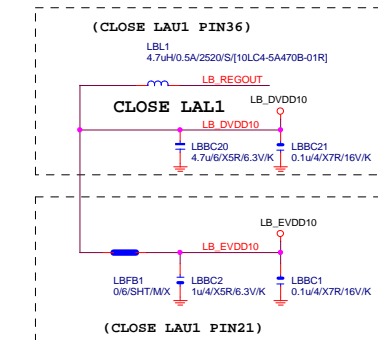 (CLOSE LAU1 PIN36)
LBL1
4.7uH/0.5A/2520/S/[10LC4-5A470B-01R]
LB_REGOUT
LB_DVDD10
CLOSE LAL1
LB_DVDD10
LBBC20
4.7u/6/X5R/6.3V/K
LBBC21
0.1u/4/X7R/16V/K
LB_EVDD10
LB_EVDD10
LBFB1
0/6/SHT/M/X
LBBC2
1u/4/X5R/6.3V/K
LBBC1
0.1u/4/X7R/16V/K
(CLOSE LAU1 PIN21)